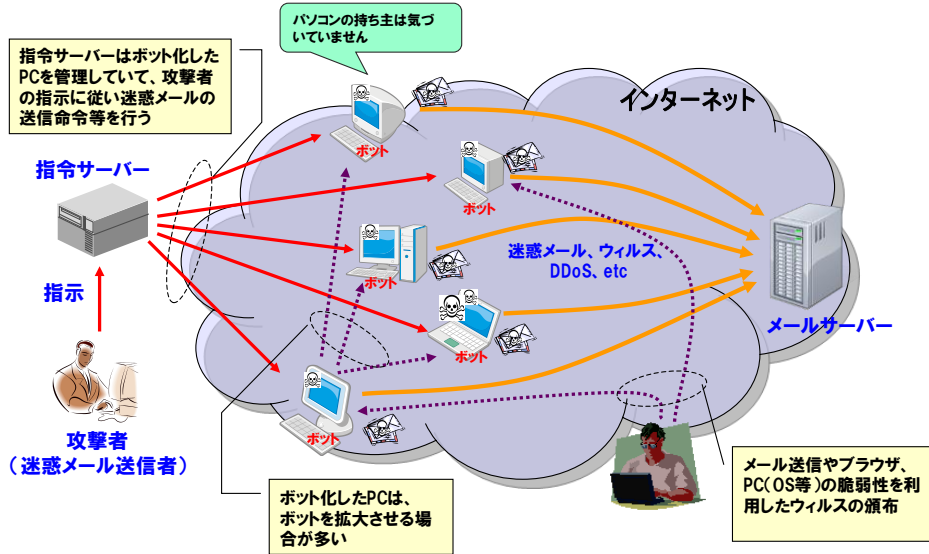 パソコンの持ち主は気づ
いていません
指令サーバーはボット化した
PCを管理していて、攻撃者
の指示に従い迷惑メールの
送信命令等を行う
インターネット
指令サーバー
ボット
ボット
ボット
ボット
ボット
迷惑メール、ウィルス、
DDoS、etc
メールサーバー
指示
攻撃者
（迷惑メール送信者）
ボット化したPCは、
ボットを拡大させる場
合が多い
メール送信やブラウザ、
PC(OS等)の脆弱性を利
用したウィルスの頒布